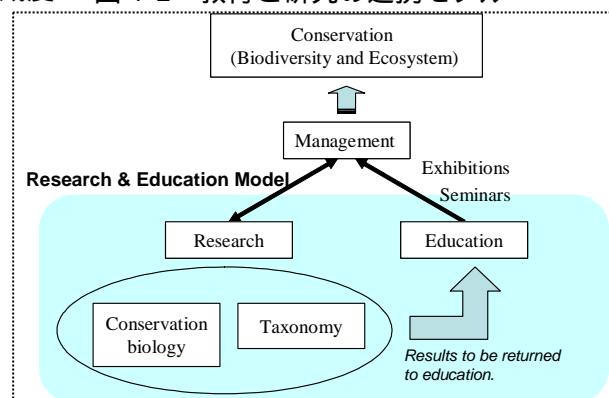 Conservation
(Biodiversity and Ecosystem)
Management
Exhibitions
Seminars
Research & Education Model
Research
Education
Conservation
biology
Taxonomy
Results to be returned
to education.